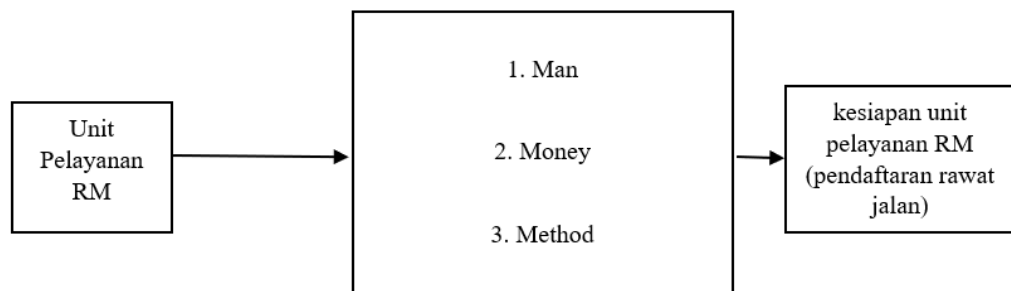 Unit
Pelayanan
RM
1. Man
2. Money
3. Method
kesiapan unit
pelayanan RM
(pendaftaran rawat
jalan)